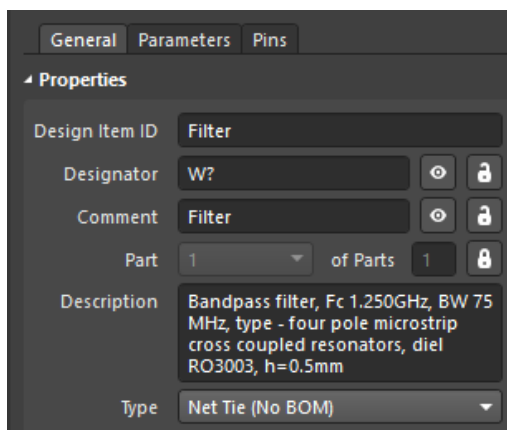 General Parameters Pins
Properties
Design Item ID Filter
Designator W?
Comment Filter
Part 1 of Parts 1
Description Bandpass filter, Fc 1.250GHz, BW 75
MHz, type - four pole microstrip
cross coupled resonators, diel
RO3003, h=0.5mm
Type Net Tie (No BOM)